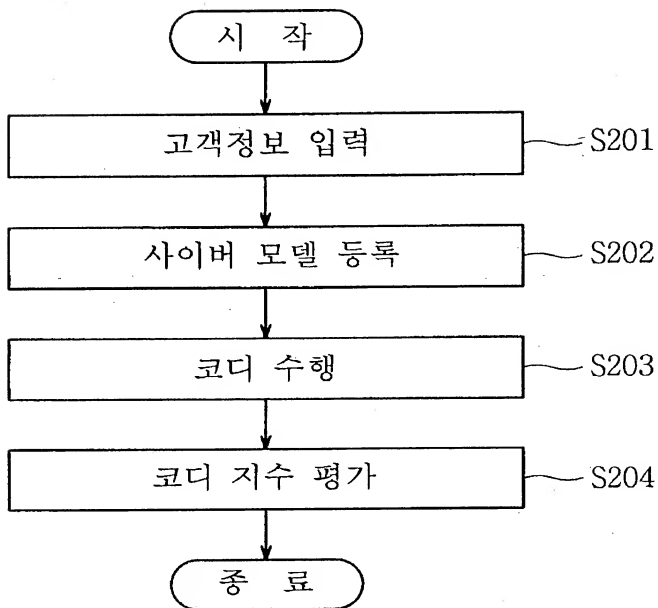 시 작
고객정보 입력 S201
사이버 모델 등록 S202
코디 수행 S203
코디 지수 평가 S204
종 료